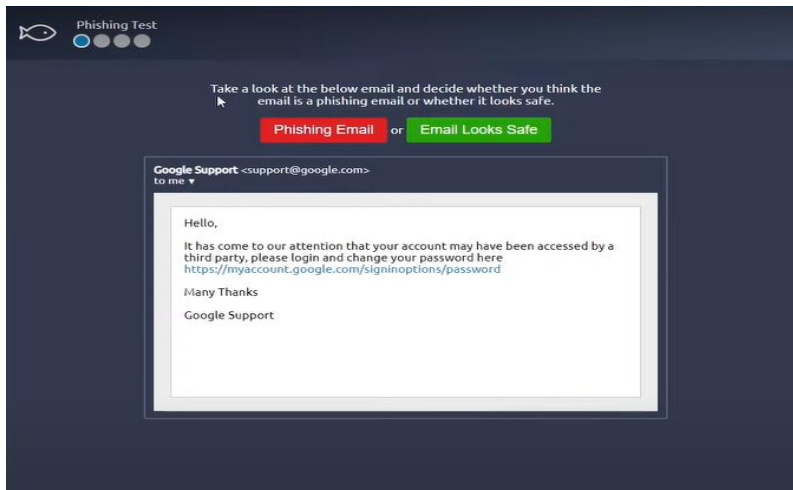 Phishing Test
Take a look at the below email and decide whether you think the
email is a phishing email or whether it looks safe.
Phishing Email or Email Looks Safe
Google Support <support@google.com>
to me ▾
Hello,
It has come to our attention that your account may have been accessed by a
third party, please login and change your password here
https://myaccount.google.com/signinoptions/password
Many Thanks
Google Support